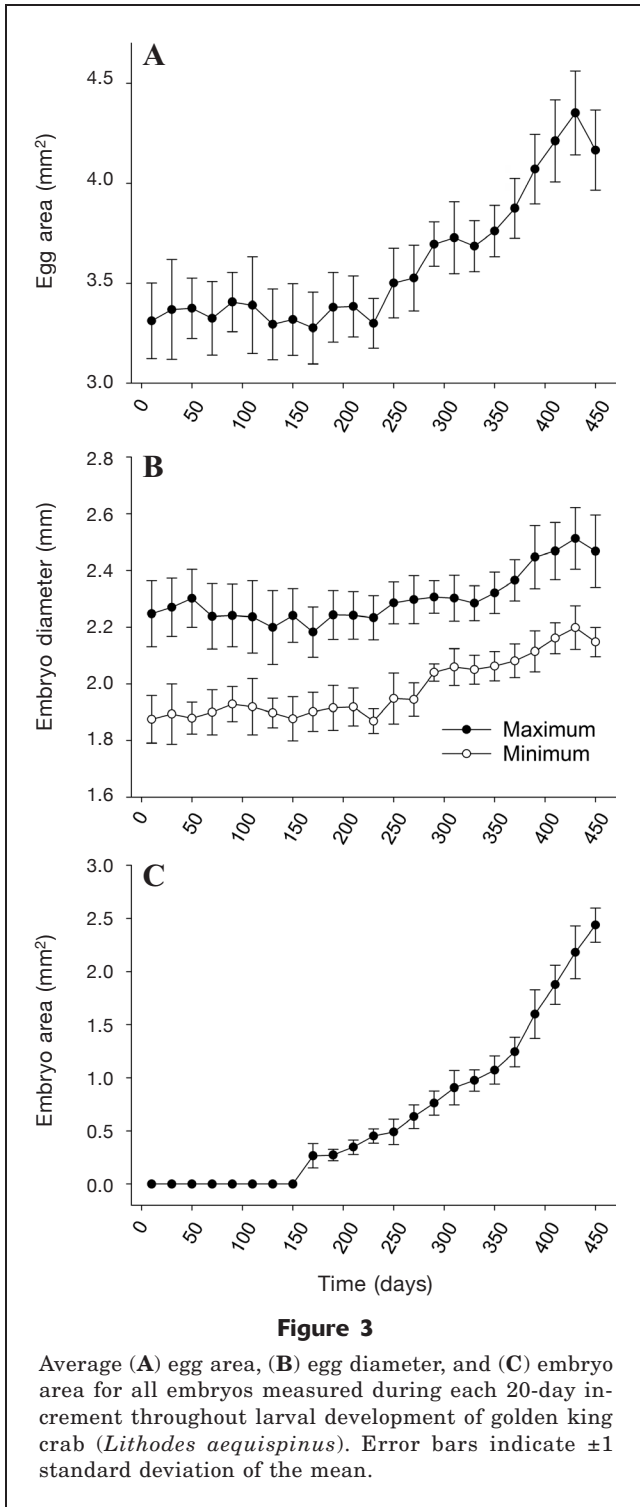 A
4.5
4.0
3.5
3.0
Egg area (mm²)
0 50 100 150 200 250 300 350 400 450
B
2.8
2.6
2.4
2.2
2.0
1.8
1.6
Embryo diameter (mm)
Maximum
Minimum
0 50 100 150 200 250 300 350 400 450
C
3.0
2.5
2.0
1.5
1.0
0.5
0.0
Embryo area (mm²)
0 50 100 150 200 250 300 350 400 450
Time (days)
Figure 3
Average (A) egg area, (B) egg diameter, and (C) embryo
area for all embryos measured during each 20-day in-
crement throughout larval development of golden king
crab (Lithodes aequispinus). Error bars indicate ±1
standard deviation of the mean.